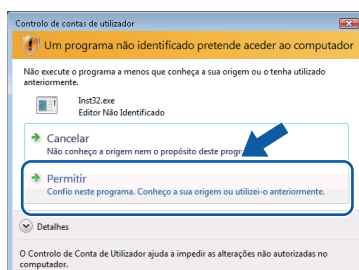 Controlo de contas de utilizador
Um programa não identificado pretende aceder ao computador
Não execute o programa a menos que conheça a sua origem ou o tenha utilizado
anteriormente.
Inst32.exe
Editor Não Identificado
Cancelar
Não conheço a origem nem o propósito deste
Permitir
Confio neste programa. Conheço a sua origem ou utilizei-o anteriormente.
Detalhes
O Controlo de Conta de Utilizador ajuda a impedir as alterações não autorizadas no
computador.